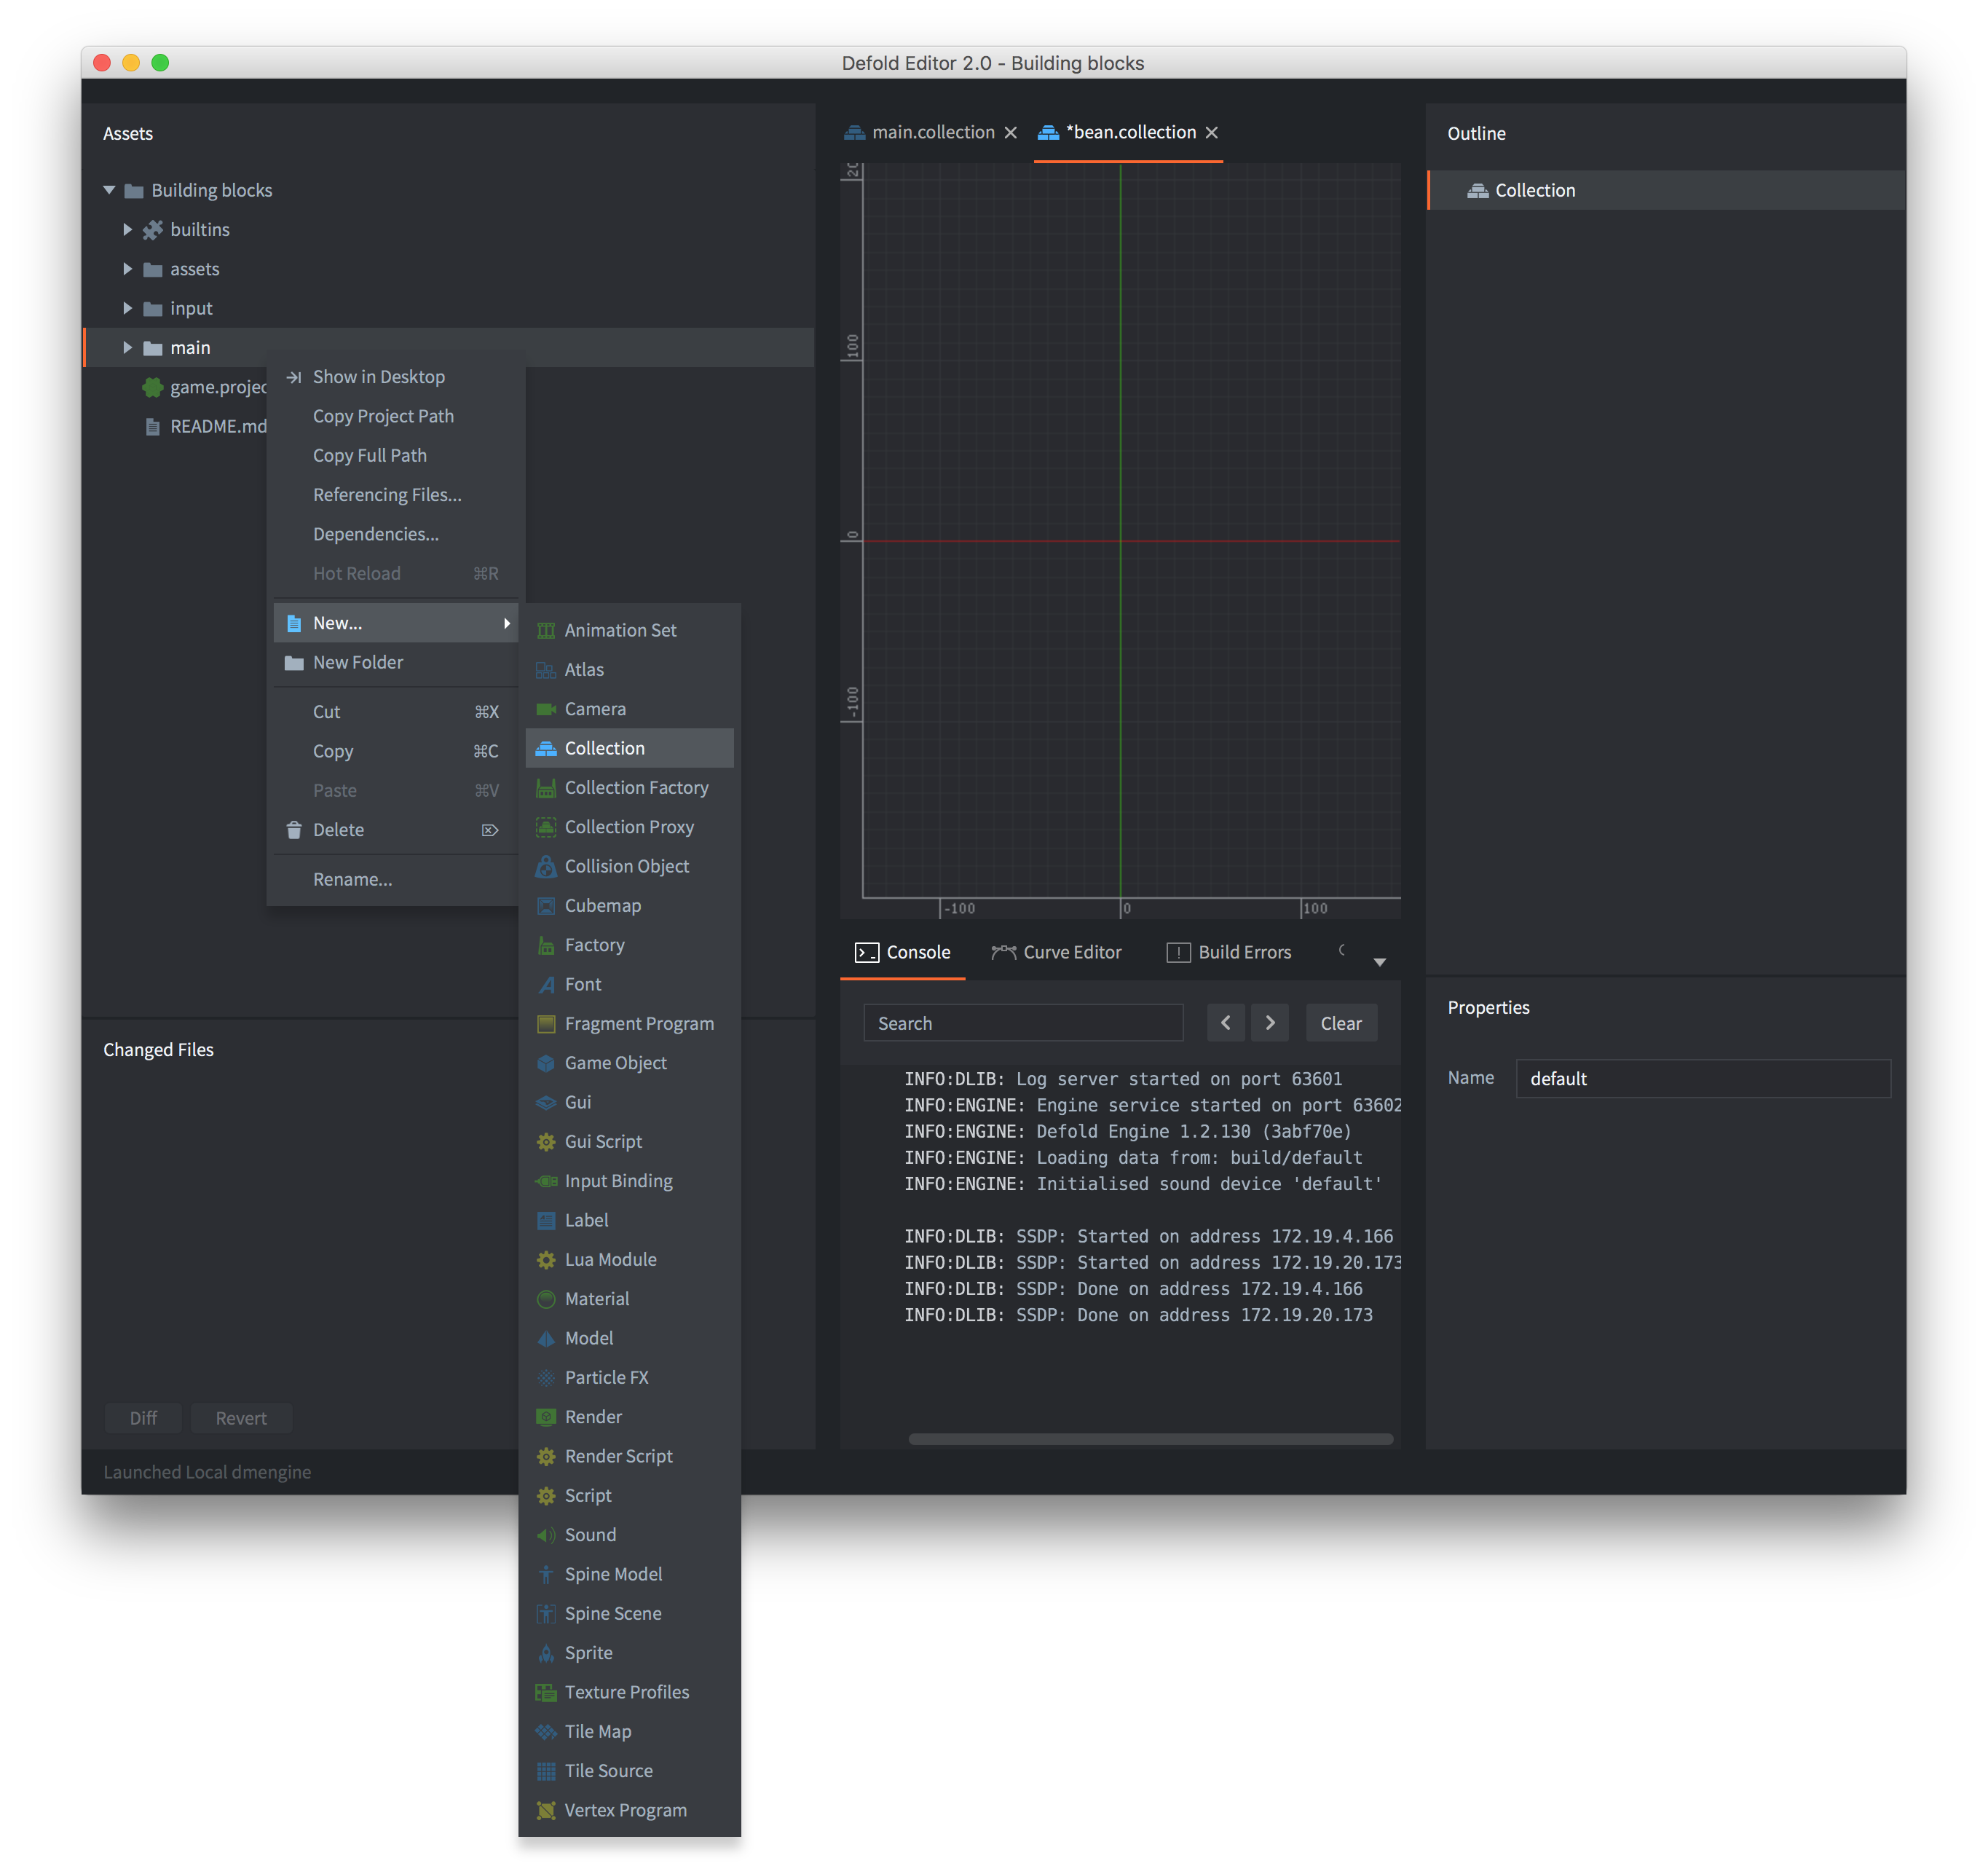 Defold Editor 2.0 - Building blocks
Assets
Building blocks
builtins
assets
input
main
game.projec
README.md
Show in Desktop
Copy Project Path
Copy Full Path
Referencing Files...
Dependencies...
Hot Reload ⌘R
New...
New Folder
Cut ⌘X
Copy ⌘C
Paste ⌘V
Delete ⌦
Rename...
Animation Set
Atlas
Camera
Collection
Collection Factory
Collection Proxy
Collision Object
Cubemap
Factory
Font
Fragment Program
Game Object
Gui
Gui Script
Input Binding
Label
Lua Module
Material
Model
Particle FX
Render
Render Script
Script
Sound
Spine Model
Spine Scene
Sprite
Texture Profiles
Tile Map
Tile Source
Vertex Program
Changed Files
Diff Revert
Launched Local dmengine
main.collection *bean.collection
20
100
0
-100
-100 0 100
Console Curve Editor Build Errors
Search Clear
INFO:DLIB: Log server started on port 63601
INFO:ENGINE: Engine service started on port 63602
INFO:ENGINE: Defold Engine 1.2.130 (3abf70e)
INFO:ENGINE: Loading data from: build/default
INFO:ENGINE: Initialised sound device 'default'
INFO:DLIB: SSDP: Started on address 172.19.4.166
INFO:DLIB: SSDP: Started on address 172.19.20.173
INFO:DLIB: SSDP: Done on address 172.19.4.166
INFO:DLIB: SSDP: Done on address 172.19.20.173
Outline
Collection
Properties
Name default